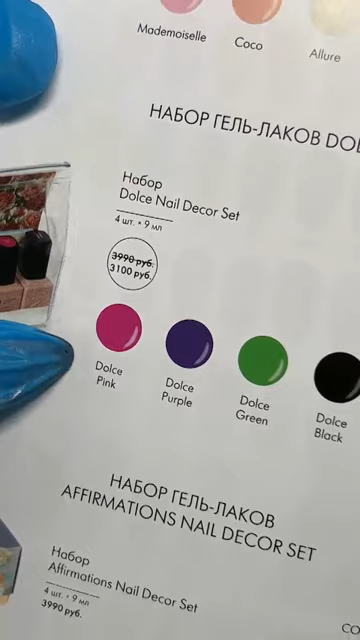 Mademoiselle
Coco
Allure
НАБОР ГЕЛЬ-ЛАКОВ
Набор
Dolce Nail Decor Set
4 шт. * 9 мл
3990 руб.
3100 руб.
Dolce
Pink
Dolce
Purple
Dolce
Green
Dolce
Black
НАБОР ГЕЛЬ-ЛАКОВ
AFFIRMATIONS NAIL DECOR SET
Набор
Affirmations Nail Decor Set
4 шт. * 9 мл
3990 руб.